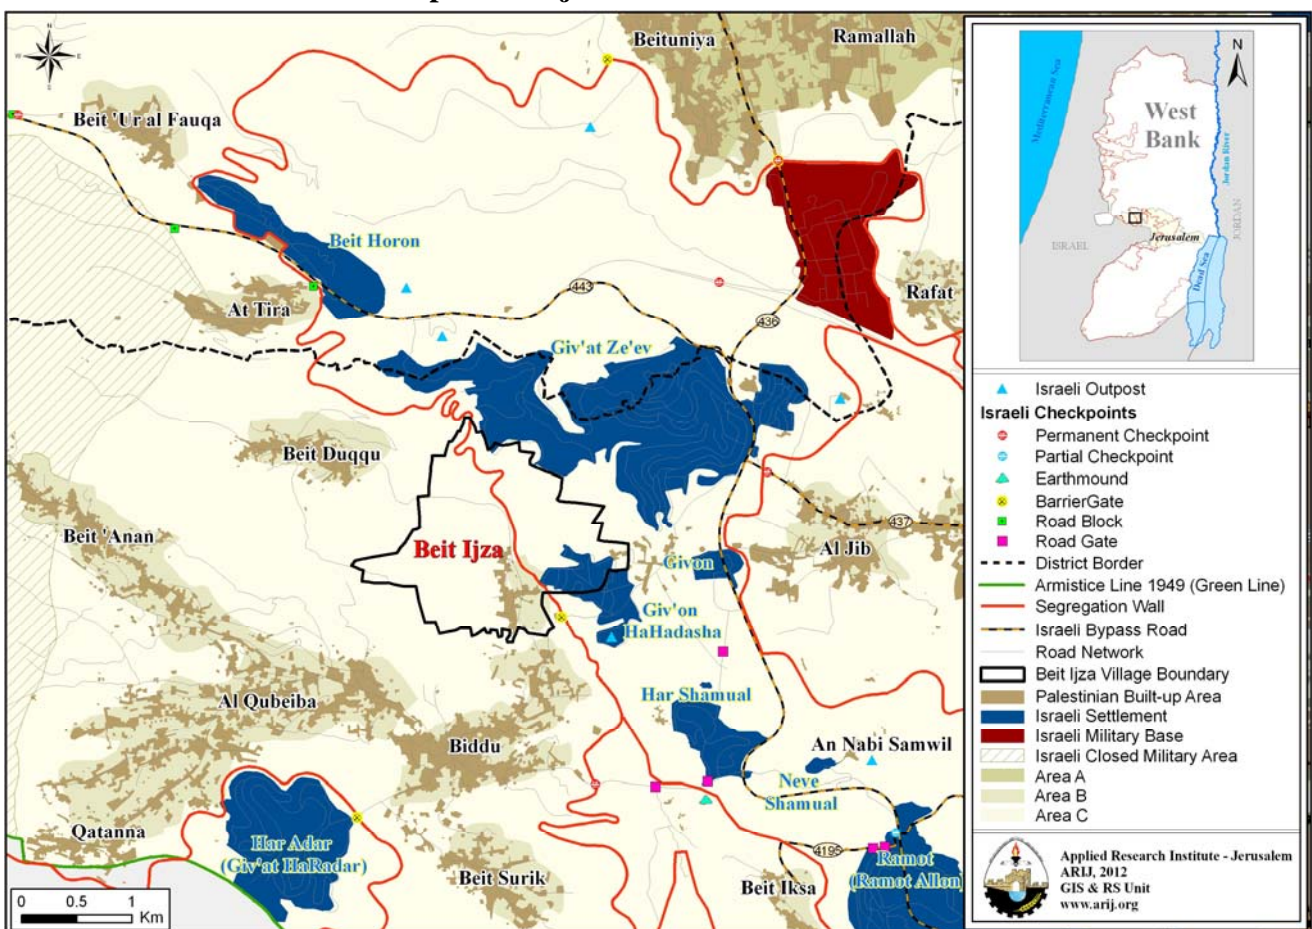 N
W
E
S
Beituniya
Ramallah
Beit 'Ur al Fauqa
Beit Horon
At Tira
443
436
Rafat
Giv'at Ze'ev
Beit Duqqu
Beit 'Anan
Beit Ijza
437
Al Jib
Givon
Giv'on
HaHadasha
Al Qubeiba
Har Shamual
Biddu
An Nabi Samwil
Neve
Shamual
Qatanna
Har Adar
(Giv'at HaRadar)
Beit Surik
4195
Ramot
(Ramot Allon)
Beit Iksa
0 0.5 1
Km
N
Mediterranean Sea
West
Bank
Jordan River
JORDAN
ISRAEL
Jerusalem
Dead Sea
Israeli Outpost
Israeli Checkpoints
Permanent Checkpoint
Partial Checkpoint
Earthmound
BarrierGate
Road Block
Road Gate
District Border
Armistice Line 1949 (Green Line)
Segregation Wall
Israeli Bypass Road
Road Network
Beit Ijza Village Boundary
Palestinian Built-up Area
Israeli Settlement
Israeli Military Base
Israeli Closed Military Area
Area A
Area B
Area C
Applied Research Institute - Jerusalem
ARIJ, 2012
GIS & RS Unit
www.arij.org